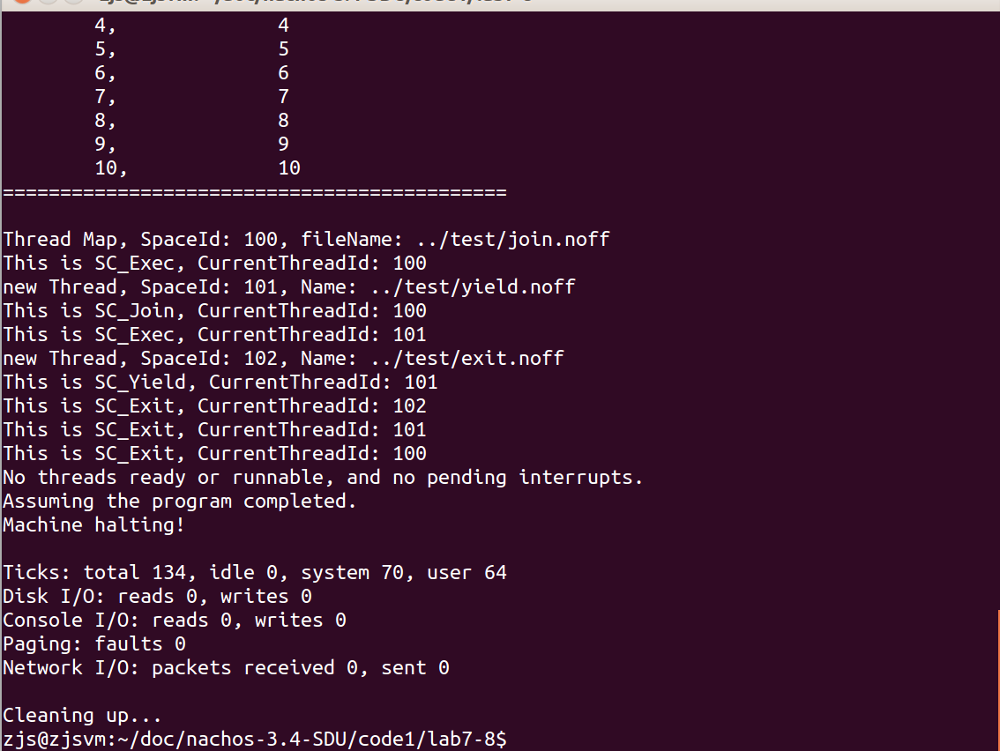 4, 4
5, 5
6, 6
7, 7
8, 8
9, 9
10, 10
============================================
Thread Map, SpaceId: 100, fileName: ../test/join.noff
This is SC_Exec, CurrentThreadId: 100
new Thread, SpaceId: 101, Name: ../test/yield.noff
This is SC_Join, CurrentThreadId: 100
This is SC_Exec, CurrentThreadId: 101
new Thread, SpaceId: 102, Name: ../test/exit.noff
This is SC_Yield, CurrentThreadId: 101
This is SC_Exit, CurrentThreadId: 102
This is SC_Exit, CurrentThreadId: 101
This is SC_Exit, CurrentThreadId: 100
No threads ready or runnable, and no pending interrupts.
Assuming the program completed.
Machine halting!
Ticks: total 134, idle 0, system 70, user 64
Disk I/O: reads 0, writes 0
Console I/O: reads 0, writes 0
Paging: faults 0
Network I/O: packets received 0, sent 0
Cleaning up...
zjs@zjsvm:~/doc/nachos-3.4-SDU/code1/lab7-8$